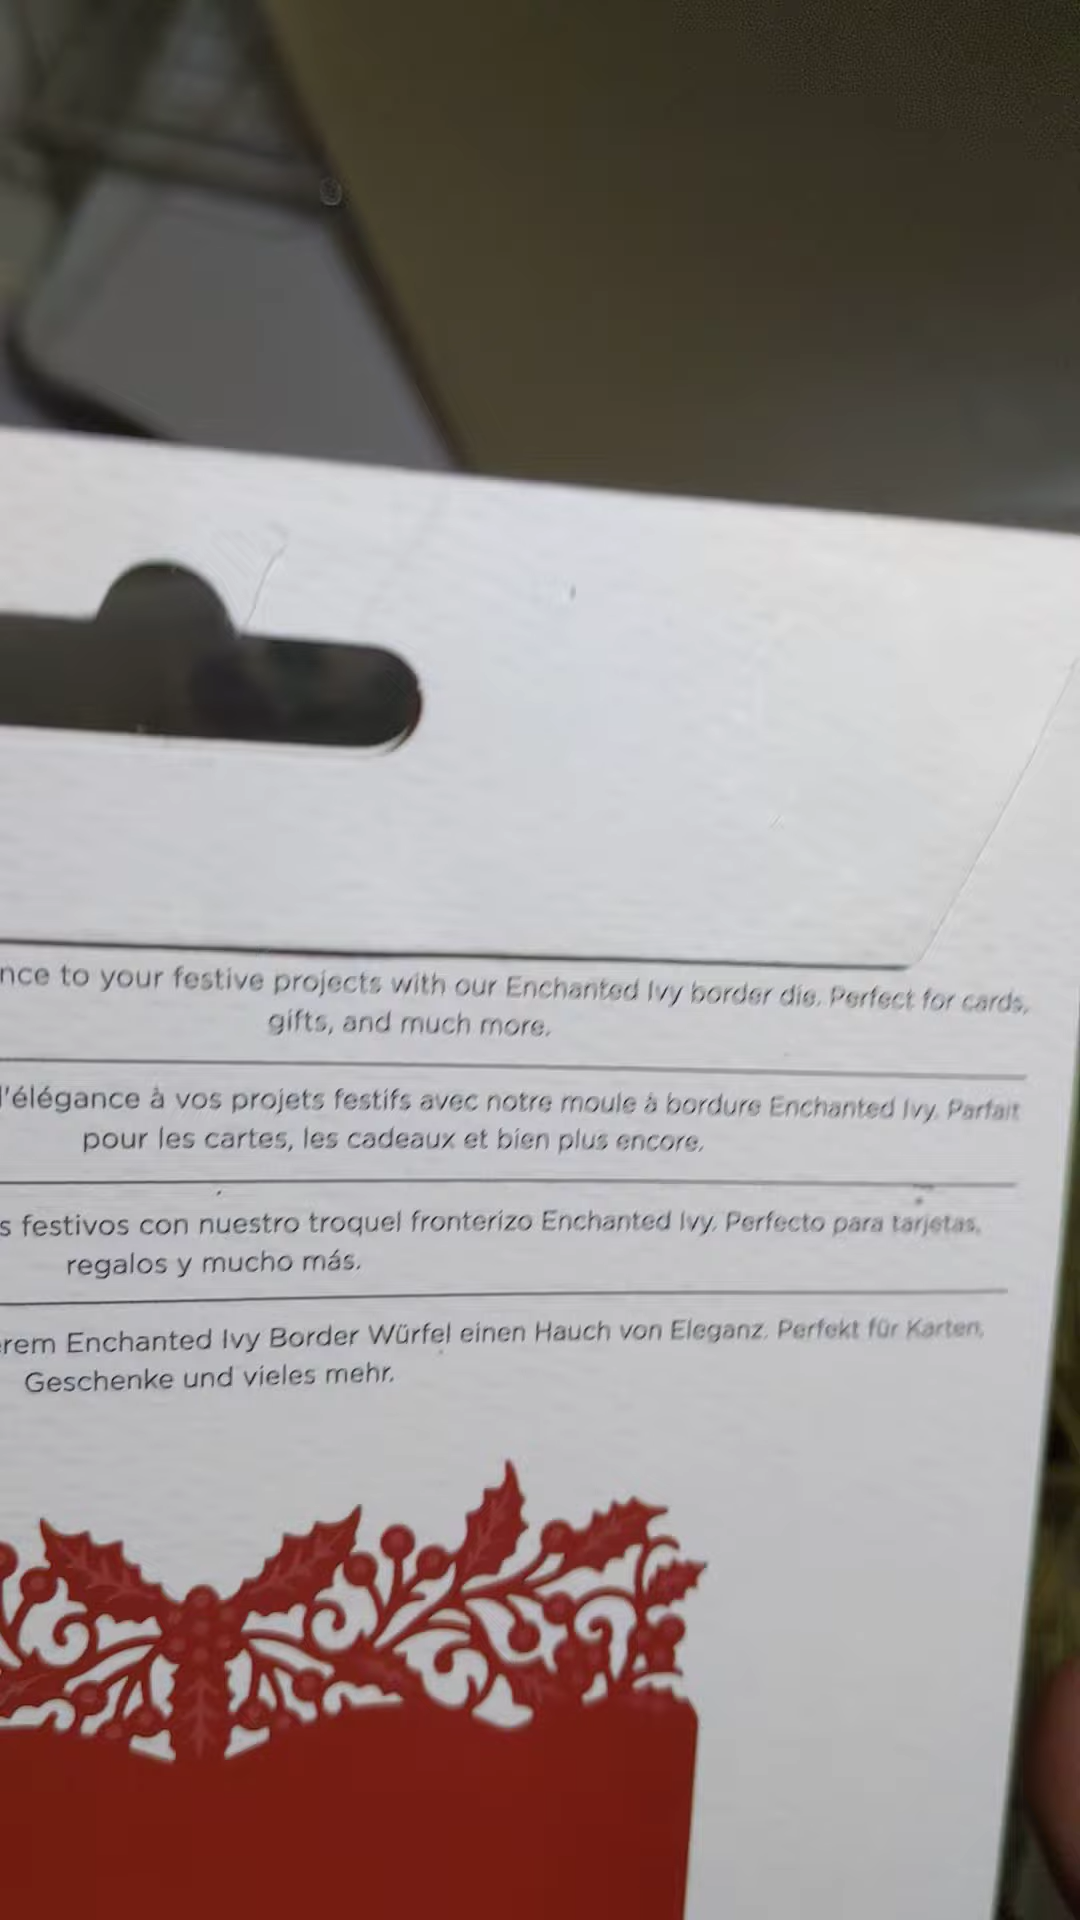 nce to your festive projects with our Enchanted Ivy border die. Perfect for cards,
gifts, and much more.
l'élégance à vos projets festifs avec notre moule à bordure Enchanted Ivy. Parfait
pour les cartes, les cadeaux et bien plus encore.
s festivos con nuestro troquel fronterizo Enchanted Ivy. Perfecto para tarjetas,
regalos y mucho más.
erem Enchanted Ivy Border Würfel einen Hauch von Eleganz. Perfekt für Karten,
Geschenke und vieles mehr.